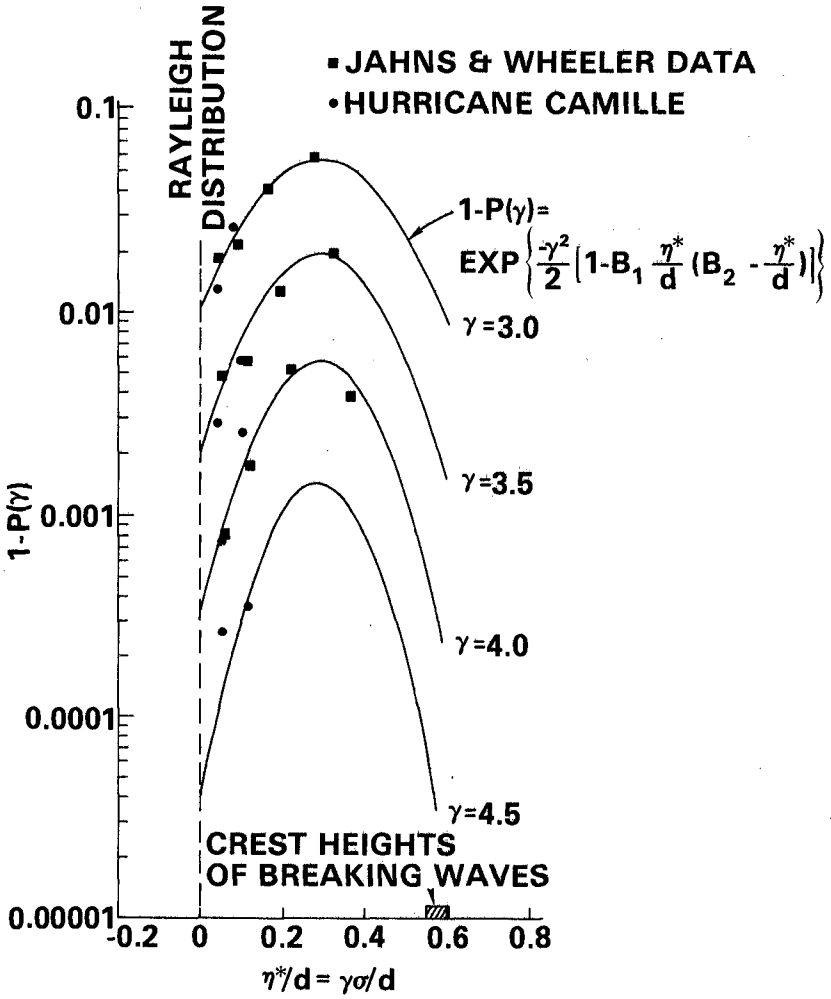 RAYLEIGH
DISTRIBUTION
■ JAHNS & WHEELER DATA
• HURRICANE CAMILLE
0.1
0.01
0.001
0.0001
0.00001
1-P(γ)
1-P(γ)=
EXP{-γ²/2[1-B₁ η*/d (B₂ - η*/d)]}
γ=3.0
γ=3.5
γ=4.0
γ=4.5
CREST HEIGHTS
OF BREAKING WAVES
-0.2 0 0.2 0.4 0.6 0.8
η*/d = γσ/d